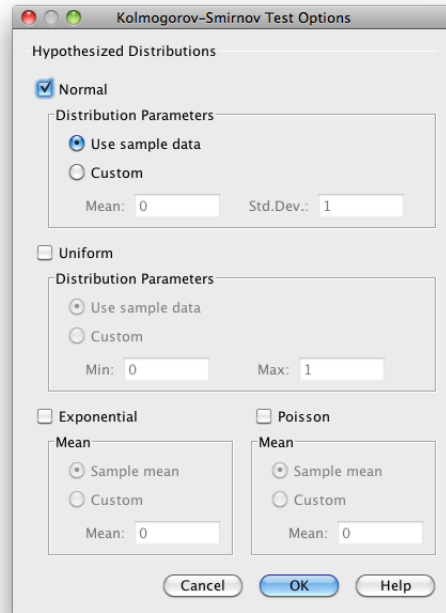 Kolmogorov-Smirnov Test Options
Hypothesized Distributions
Normal
Distribution Parameters
Use sample data
Custom
Mean: 0 Std.Dev.: 1
Uniform
Distribution Parameters
Use sample data
Custom
Min: 0 Max: 1
Exponential Poisson
Mean Mean
Sample mean Sample mean
Custom Custom
Mean: 0 Mean: 0
Cancel OK Help